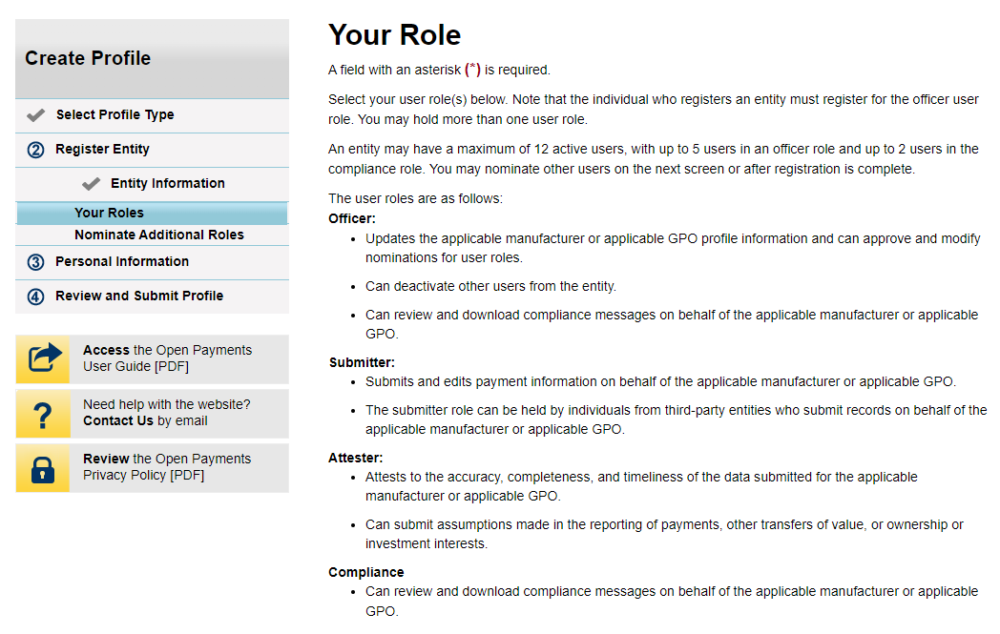 Create Profile
Select Profile Type
2 Register Entity
Entity Information
Your Roles
Nominate Additional Roles
3 Personal Information
4 Review and Submit Profile
Access the Open Payments
User Guide [PDF]
? Need help with the website?
Contact Us by email
Review the Open Payments
Privacy Policy [PDF]
Your Role
A field with an asterisk (*) is required.
Select your user role(s) below. Note that the individual who registers an entity must register for the officer user
role. You may hold more than one user role.
An entity may have a maximum of 12 active users, with up to 5 users in an officer role and up to 2 users in the
compliance role. You may nominate other users on the next screen or after registration is complete.
The user roles are as follows:
Officer:
• Updates the applicable manufacturer or applicable GPO profile information and can approve and modify
nominations for user roles.
• Can deactivate other users from the entity.
• Can review and download compliance messages on behalf of the applicable manufacturer or applicable
GPO.
Submitter:
• Submits and edits payment information on behalf of the applicable manufacturer or applicable GPO.
• The submitter role can be held by individuals from third-party entities who submit records on behalf of the
applicable manufacturer or applicable GPO.
Attester:
• Attests to the accuracy, completeness, and timeliness of the data submitted for the applicable
manufacturer or applicable GPO.
• Can submit assumptions made in the reporting of payments, other transfers of value, or ownership or
investment interests.
Compliance
• Can review and download compliance messages on behalf of the applicable manufacturer or applicable
GPO.